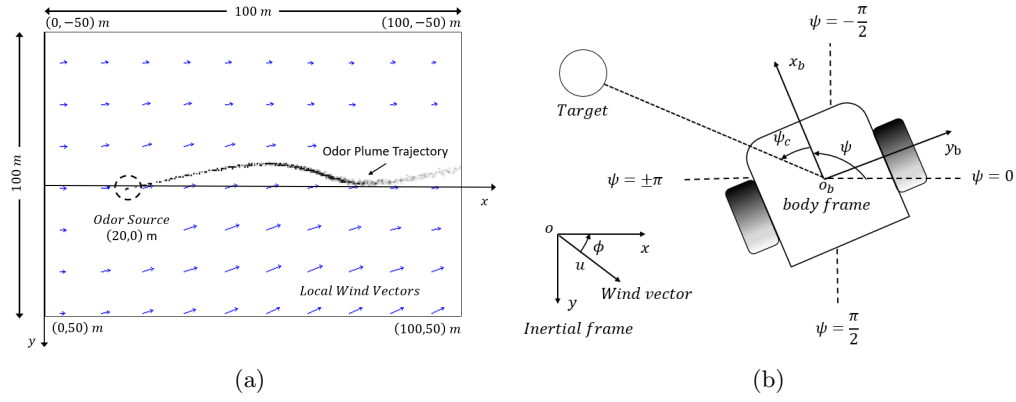 100 m
(0, −50) m
(100, −50) m
100 m
Odor Plume Trajectory
x
Odor Source
(20,0) m
Local Wind Vectors
(0,50) m
(100,50) m
y
(a)
ψ = − π/2
x_b
Target
ψ_c
ψ
y_b
ψ = ±π
ψ = 0
o_b
body frame
o
x
ϕ
u
Wind vector
y
Inertial frame
ψ = π/2
(b)